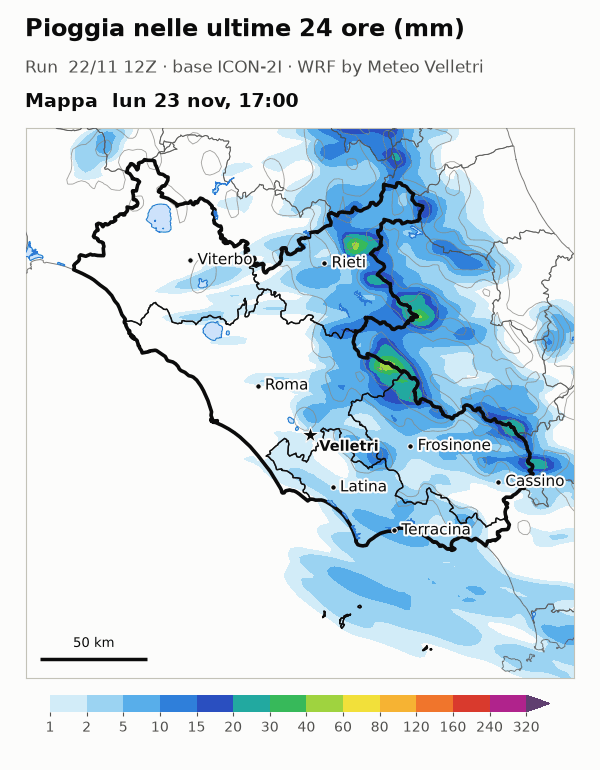 Pioggia nelle ultime 24 ore (mm)
Run 22/11 12Z · base ICON-2I · WRF by Meteo Velletri
Mappa lun 23 nov, 17:00
Viterbo
Rieti
Roma
Velletri
Frosinone
Cassino
Latina
Terracina
50 km
1 2 5 10 15 20 30 40 60 80 120 160 240 320